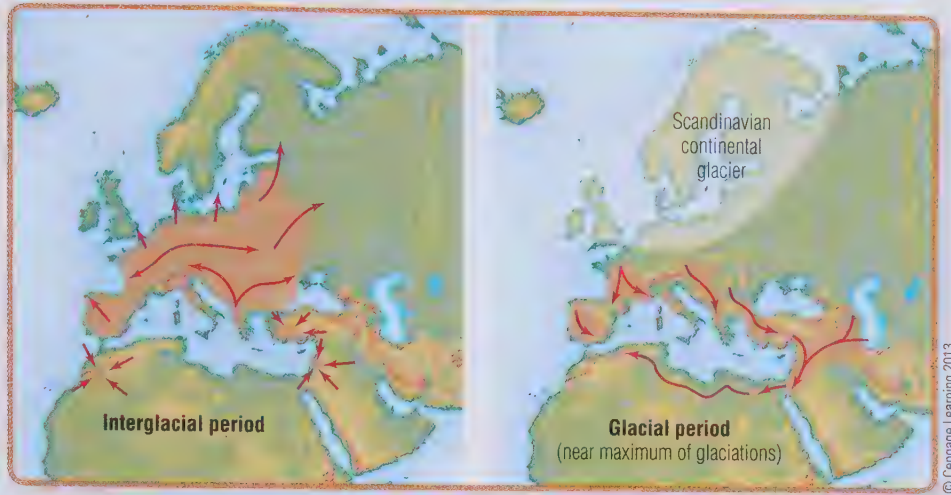 Interglacial period
Scandinavian
continental
glacier
Glacial period
(near maximum of glaciations)
© Cengage Learning 2013